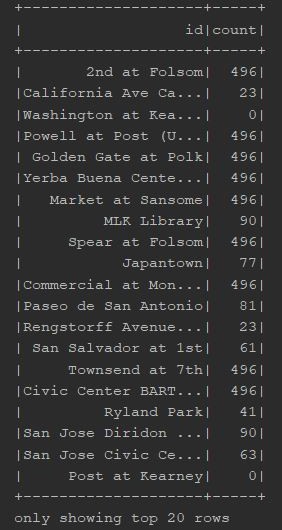 +--------------------+-----+
|                  id|count|
+--------------------+-----+
|       2nd at Folsom|  496|
|California Ave Ca...|   23|
|Washington at Kea...|    0|
|Powell at Post (U...|  496|
| Golden Gate at Polk|  496|
|Yerba Buena Cente...|  496|
|   Market at Sansome|  496|
|         MLK Library|   90|
|     Spear at Folsom|  496|
|           Japantown|   77|
|Commercial at Mon...|  496|
|Paseo de San Antonio|   81|
|Rengstorff Avenue...|   23|
| San Salvador at 1st|   61|
|     Townsend at 7th|  496|
|Civic Center BART...|  496|
|         Ryland Park|   41|
|San Jose Diridon ...|   90|
|San Jose Civic Ce...|   63|
|     Post at Kearney|    0|
+--------------------+-----+
only showing top 20 rows